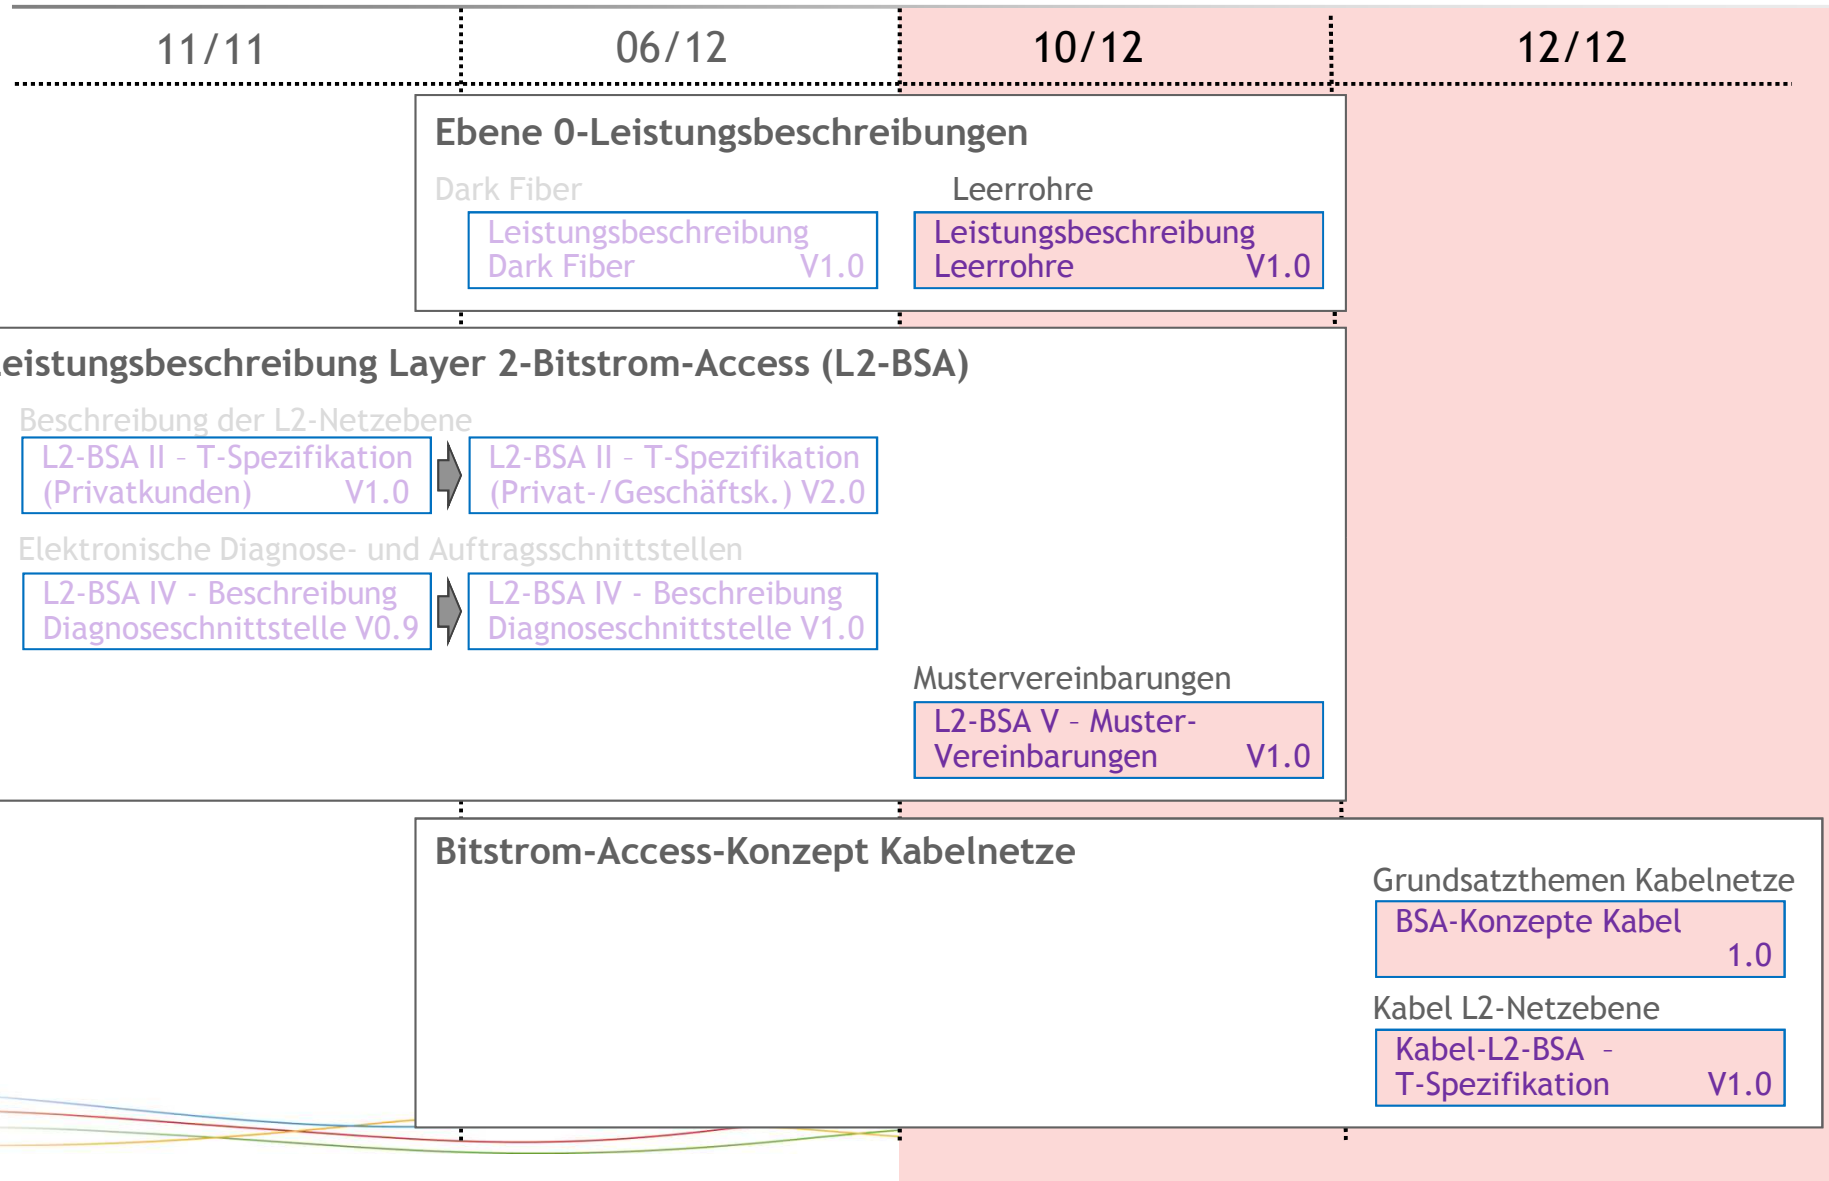 11/11 06/12 10/12 12/12
Ebene 0-Leistungsbeschreibungen
Dark Fiber
Leistungsbeschreibung
Dark Fiber V1.0
Leerrohre
Leistungsbeschreibung
Leerrohre V1.0
eistungsbeschreibung Layer 2-Bitstrom-Access (L2-BSA)
Beschreibung der L2-Netzebene
L2-BSA II – T-Spezifikation
(Privatkunden) V1.0
L2-BSA II – T-Spezifikation
(Privat-/Geschäftsk.) V2.0
Elektronische Diagnose- und Auftragsschnittstellen
L2-BSA IV - Beschreibung
Diagnoseschnittstelle V0.9
L2-BSA IV - Beschreibung
Diagnoseschnittstelle V1.0
Mustervereinbarungen
L2-BSA V – Muster-
Vereinbarungen V1.0
Bitstrom-Access-Konzept Kabelnetze
Grundsatzthemen Kabelnetze
BSA-Konzepte Kabel
1.0
Kabel L2-Netzebene
Kabel-L2-BSA –
T-Spezifikation V1.0